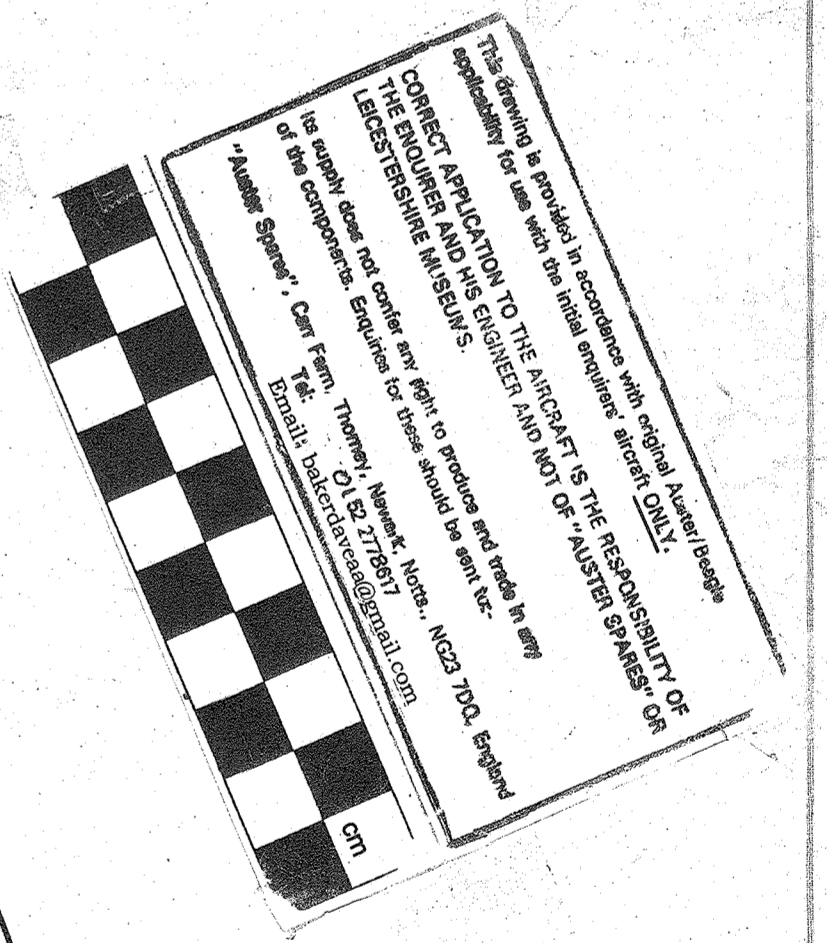 This drawing is provided in accordance with original Auster/Beagle
applicability for use with the initial enquirers' aircraft ONLY.
CORRECT APPLICATION TO THE AIRCRAFT IS THE RESPONSIBILITY OF
THE ENQUIRER AND HIS ENGINEER AND NOT OF "AUSTER SPARES" OR
LEICESTERSHIRE MUSEUM'S.
Its supply does not confer any right to produce and trade in any
of the components. Enquiries for these should be sent to:-
"Auster Spares", Carr Farm, Thorney, Newark, Notts., NG23 7DQ, England
Tel: 0152 2778617
Email: bakerdaveaa@gmail.com
cm